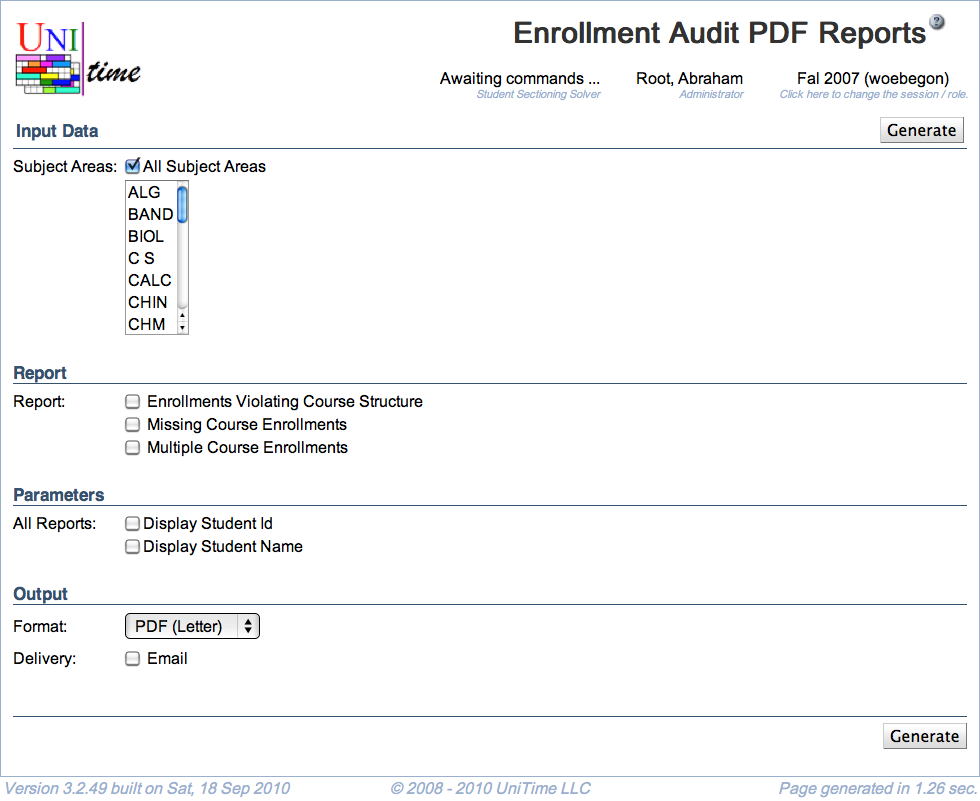 UNI
time
Enrollment Audit PDF Reports ?
Awaiting commands ... Root, Abraham Fal 2007 (woebegon)
Student Sectioning Solver Administrator Click here to change the session / role.
Input Data Generate
Subject Areas: All Subject Areas
ALG
BAND
BIOL
C S
CALC
CHIN
CHM
Report
Report: Enrollments Violating Course Structure
Missing Course Enrollments
Multiple Course Enrollments
Parameters
All Reports: Display Student Id
Display Student Name
Output
Format: PDF (Letter)
Delivery: Email
Generate
Version 3.2.49 built on Sat, 18 Sep 2010 © 2008 - 2010 UniTime LLC Page generated in 1.26 sec.